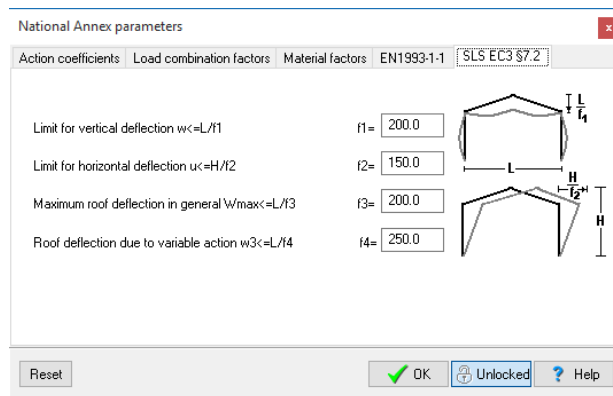 National Annex parameters
x
Action coefficients Load combination factors Material factors EN1993-1-1 SLS EC3 §7.2
Limit for vertical deflection w<=L/f1 f1= 200.0
Limit for horizontal deflection u<=H/f2 f2= 150.0
Maximum roof deflection in general Wmax<=L/f3 f3= 200.0
Roof deflection due to variable action w3<=L/f4 f4= 250.0
L
f1
L
H
f2
H
Reset OK Unlocked ? Help